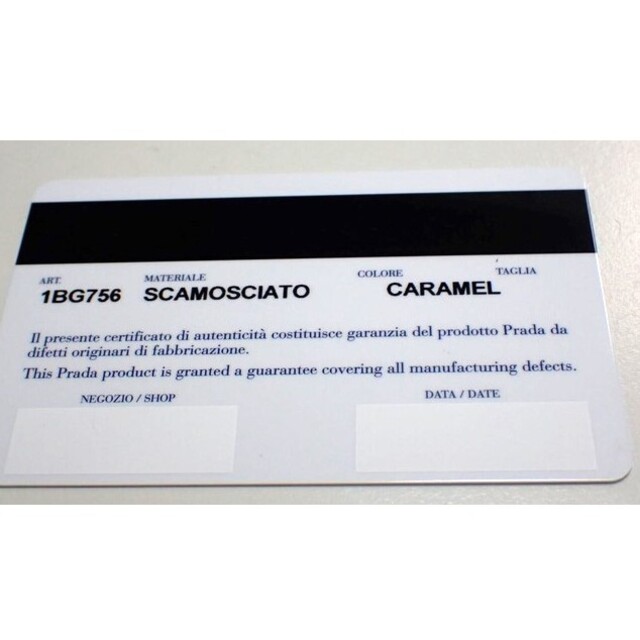 ART. MATERIALE COLORE TAGLIA
1BG756 SCAMOSCIATO CARAMEL
Il presente certificato di autenticità costituisce garanzia del prodotto Prada da
difetti originari di fabbricazione.
This Prada product is granted a guarantee covering all manufacturing defects.
NEGOZIO / SHOP DATA / DATE